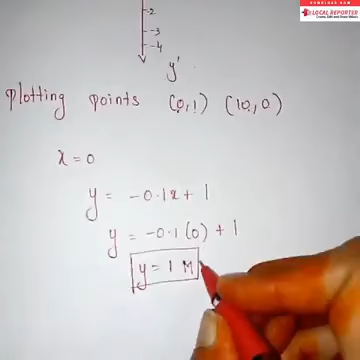 LOCAL REPORTER
-2
-3
-4
y'
plotting points (0,1) (10,0)
x = 0
y = -0.1x + 1
y = -0.1(0) + 1
y = 1 M